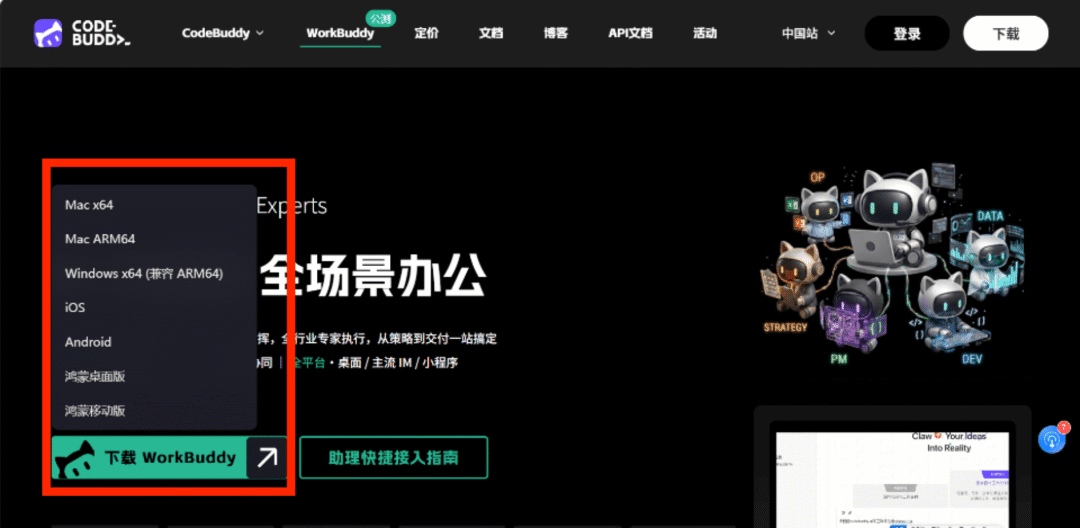 CODE-
BUDD>_
CodeBuddy
WorkBuddy
公测
定价
文档
博客
API文档
活动
中国站
登录
下载
Mac x64
Mac ARM64
Windows x64 (兼容 ARM64)
iOS
Android
鸿蒙桌面版
鸿蒙移动版
Experts
全场景办公
挥，全行业专家执行，从策略到交付一站搞定
协同 | 全平台・桌面 / 主流 IM / 小程序
下载 WorkBuddy
助理快捷接入指南
OP
DATA
STRATEGY
PM
DEV
Claw Your Ideas
Into Reality
?